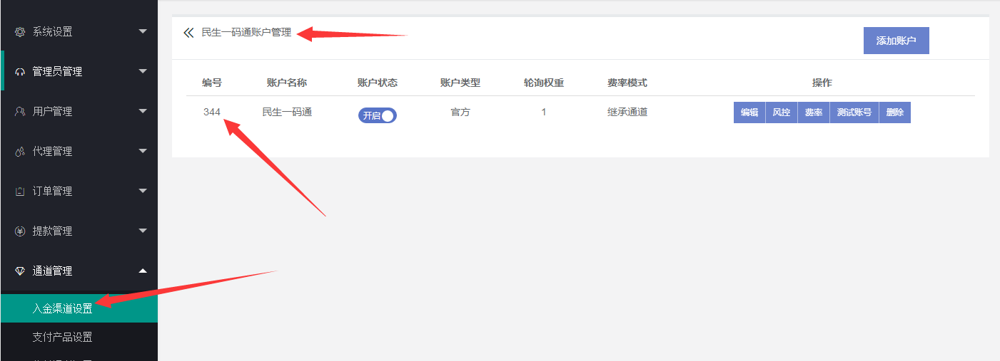 系统设置
管理员管理
用户管理
代理管理
订单管理
提款管理
通道管理
入金渠道设置
支付产品设置
民生一码通账户管理
添加账户
编号 账户名称 账户状态 账户类型 轮询权重 费率模式 操作
344 民生一码通 开启 官方 1 继承通道 编辑 风控 费率 测试账号 删除